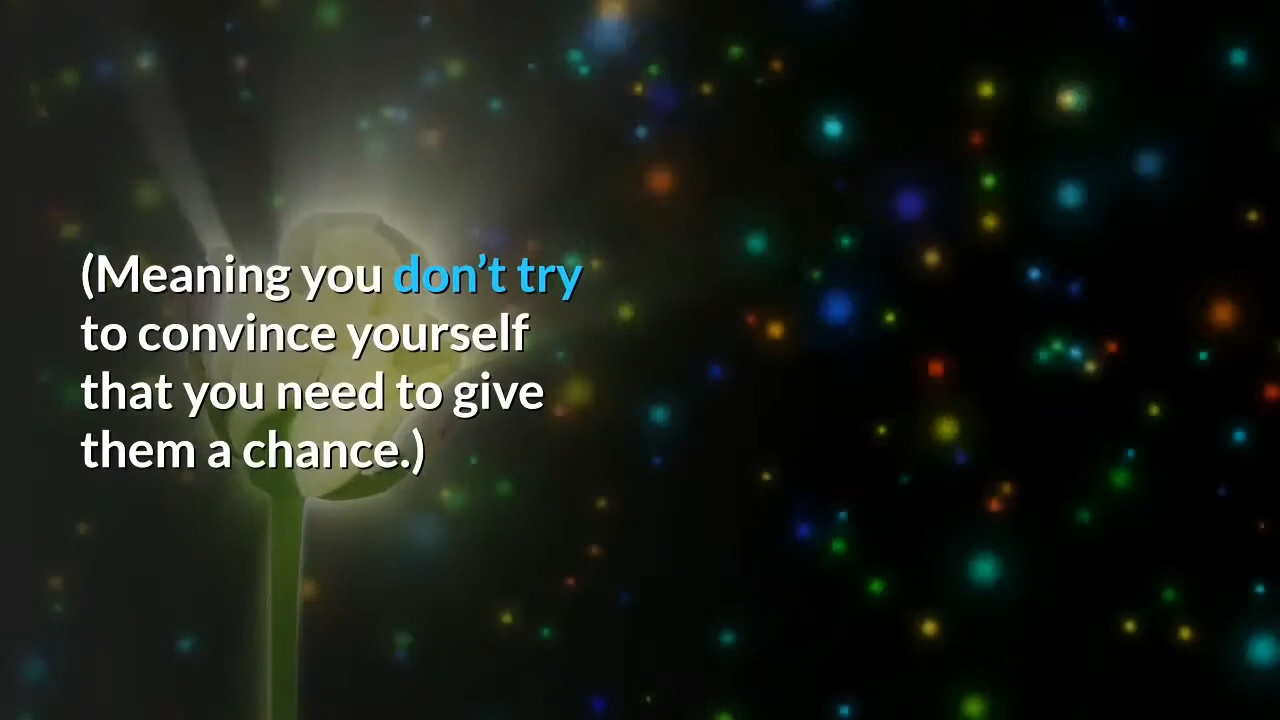 (Meaning you don’t try
to convince yourself
that you need to give
them a chance.)